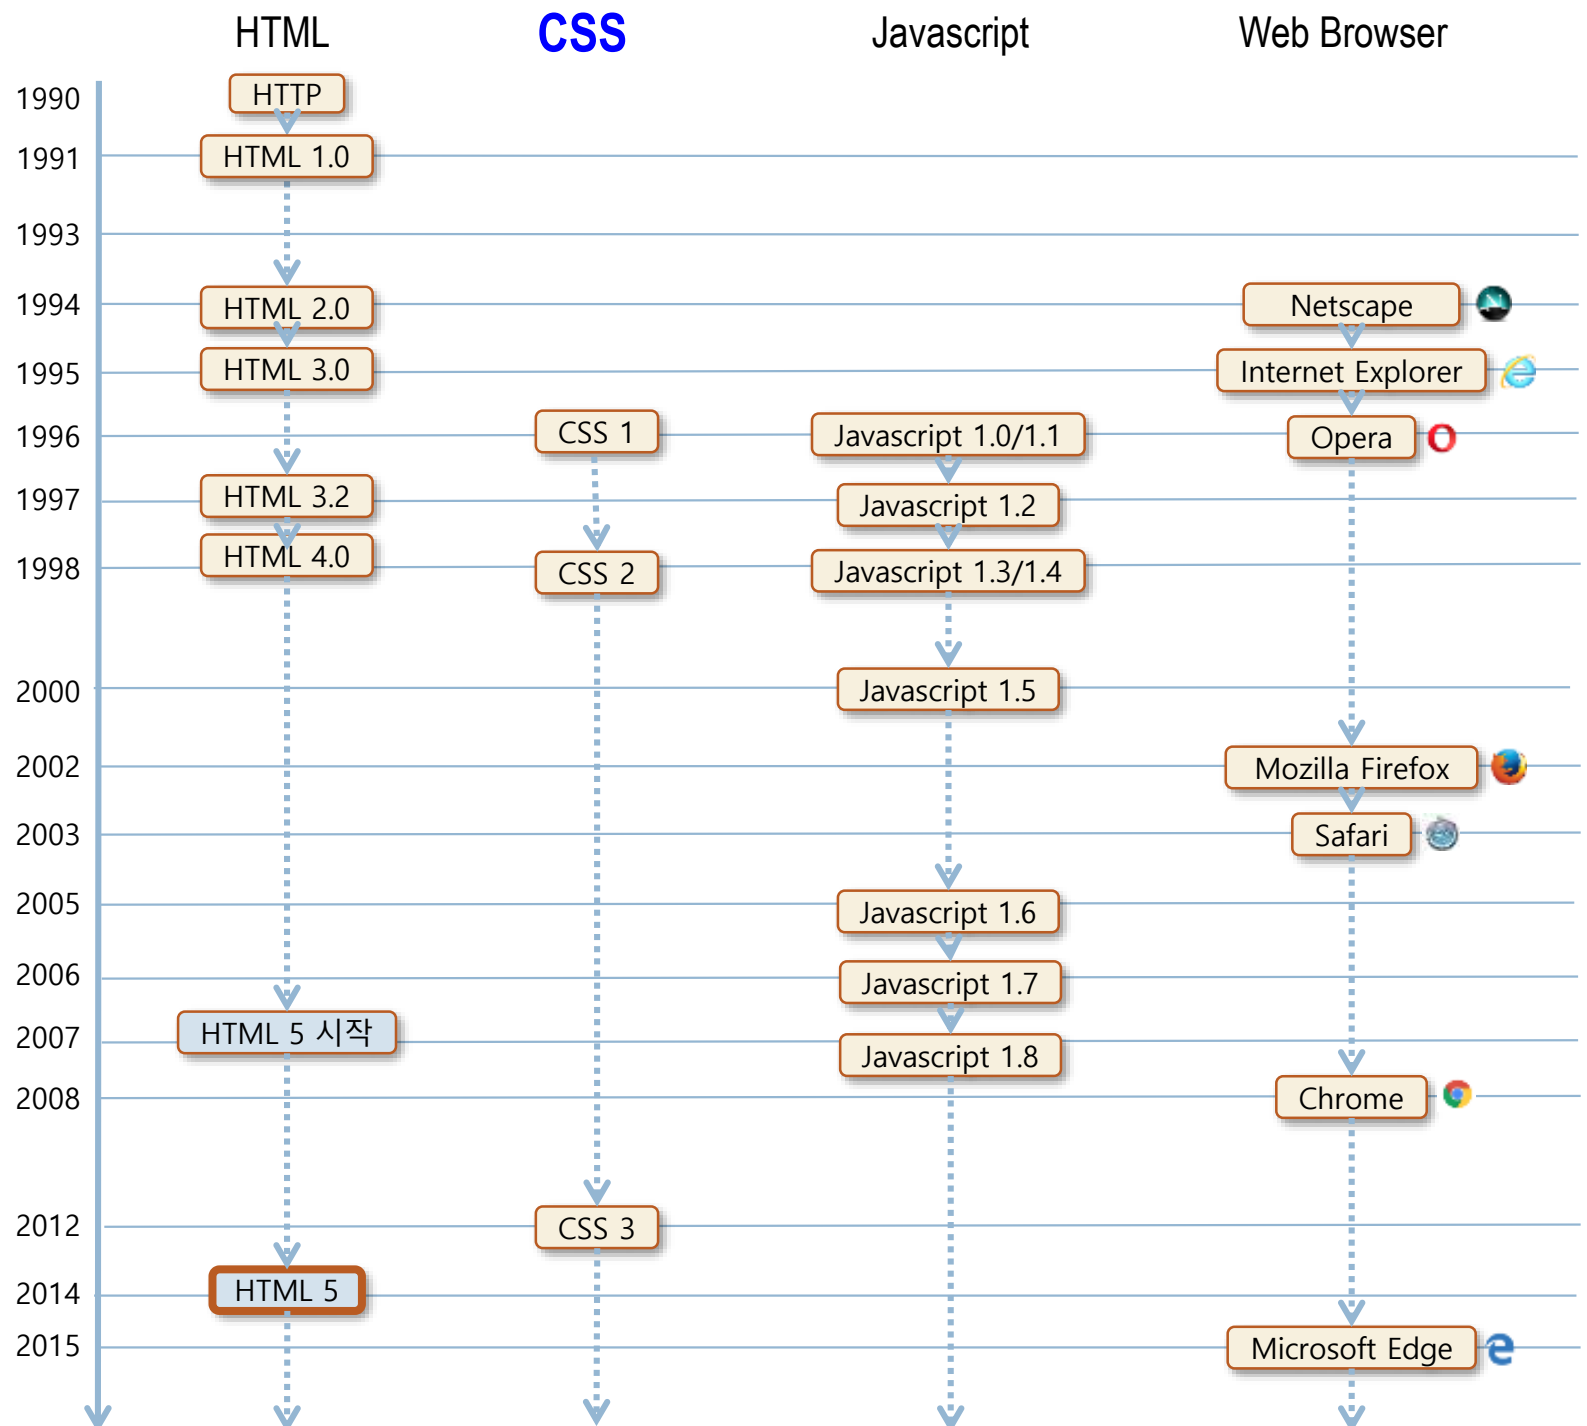 HTML CSS Javascript Web Browser
1990 HTTP
1991 HTML 1.0
1993
1994 HTML 2.0 Netscape
1995 HTML 3.0 Internet Explorer
1996 CSS 1 Javascript 1.0/1.1 Opera
1997 HTML 3.2 Javascript 1.2
1998 HTML 4.0 CSS 2 Javascript 1.3/1.4
2000 Javascript 1.5
2002 Mozilla Firefox
2003 Safari
2005 Javascript 1.6
2006 Javascript 1.7
2007 HTML 5 시작 Javascript 1.8
2008 Chrome
2012 CSS 3
2014 HTML 5
2015 Microsoft Edge